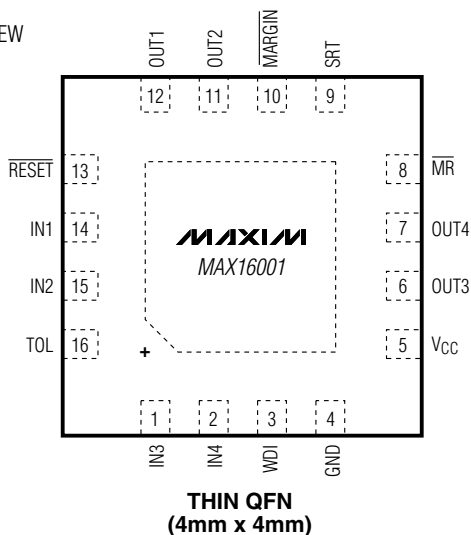 EW
OUT1
OUT2
MARGIN
SRT
12
11
10
9
RESET 13
8 MR
IN1 14
7 OUT4
MAXIM
MAX16001
IN2 15
6 OUT3
TOL 16
5 VCC
+
1
2
3
4
IN3
IN4
WDI
GND
THIN QFN
(4mm x 4mm)